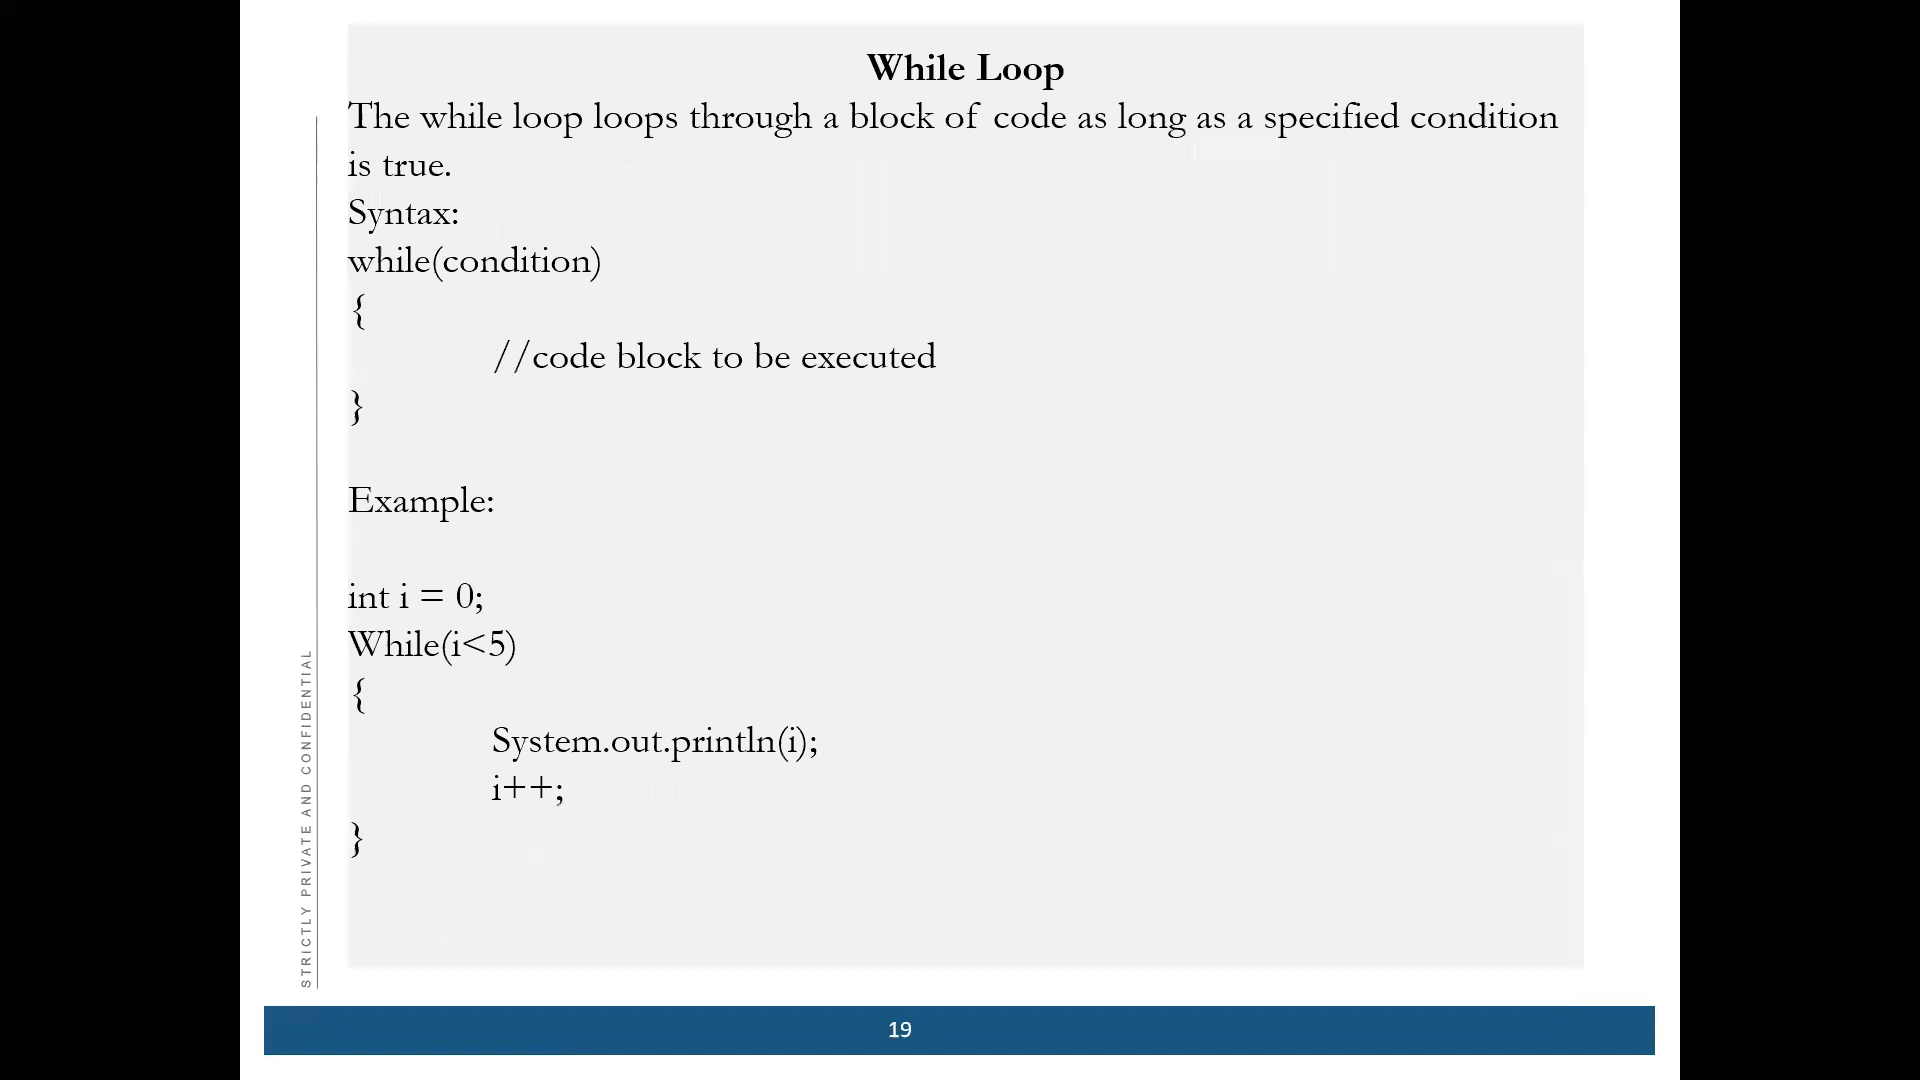 While Loop
The while loop loops through a block of code as long as a specified condition
is true.
Syntax:
while(condition)
{
//code block to be executed
}
Example:
int i = 0;
While(i<5)
{
System.out.println(i);
i++;
}
STRICTLY PRIVATE AND CONFIDENTIAL
19